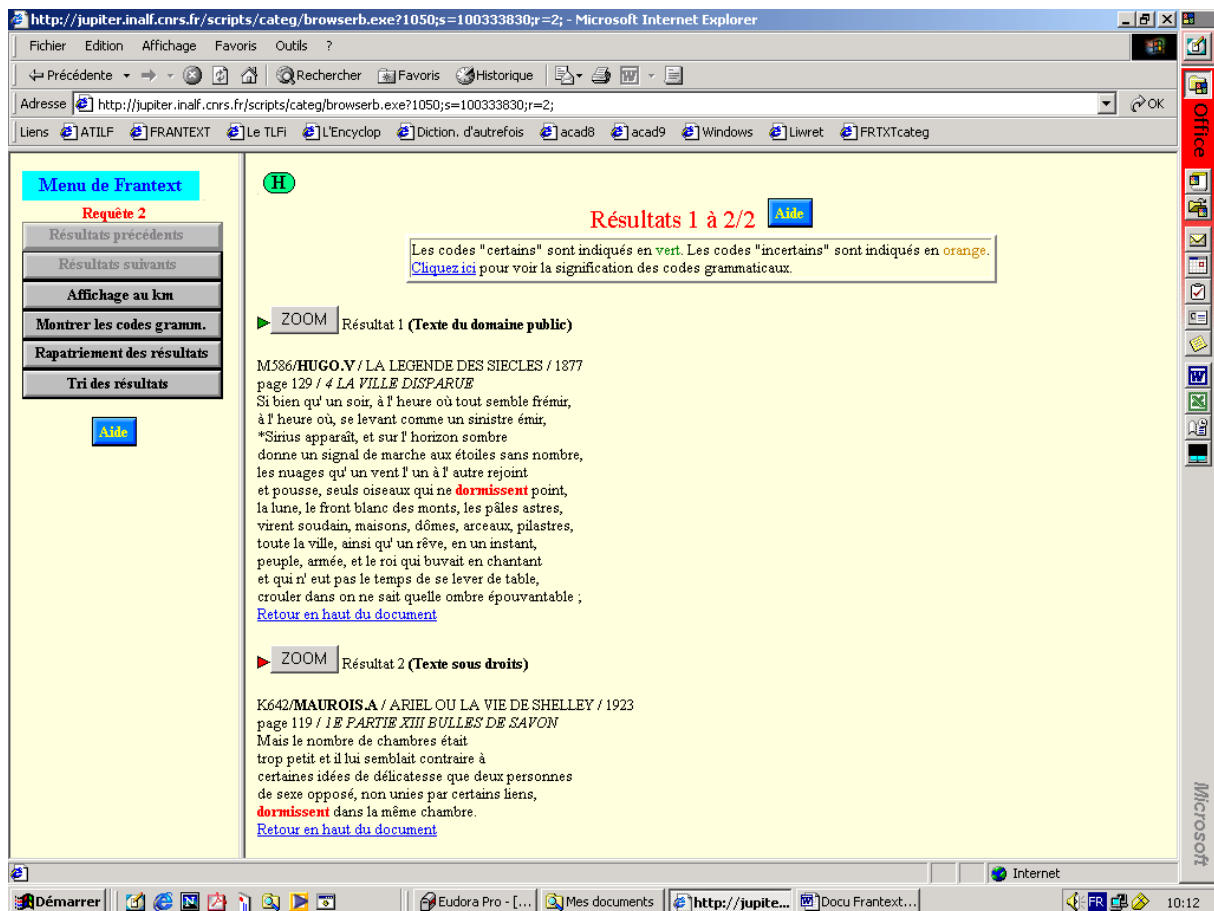 http://jupiter.inalf.cnrs.fr/scripts/categ/browserb.exe?1050;s=100333830;r=2; - Microsoft Internet Explorer
Fichier Edition Affichage Favoris Outils ?
Précédente Rechercher Favoris Historique
Adresse http://jupiter.inalf.cnrs.fr/scripts/categ/browserb.exe?1050;s=100333830;r=2; OK
Liens ATILF FRANTEXT Le TLFi L'Encyclop Diction. d'autrefois acad8 acad9 Windows Liwret FRTXTcateg
Office
Menu de Frantext
Requête 2
Résultats précédents
Résultats suivants
Affichage au km
Montrer les codes gramm.
Rapatriement des résultats
Tri des résultats
Aide
H
Résultats 1 à 2/2 Aide
Les codes "certains" sont indiqués en vert. Les codes "incertains" sont indiqués en orange.
Cliquez ici pour voir la signification des codes grammaticaux.
ZOOM Résultat 1 (Texte du domaine public)
M586/HUGO.V / LA LEGENDE DES SIECLES / 1877
page 129 / 4 LA VILLE DISPARUE
Si bien qu' un soir, à l' heure où tout semble frémir,
à l' heure où, se levant comme un sinistre émir,
*Sirius apparaît, et sur l' horizon sombre
donne un signal de marche aux étoiles sans nombre,
les nuages qu' un vent l' un à l' autre rejoint
et pousse, seuls oiseaux qui ne dormissent point,
la lune, le front blanc des monts, les pâles astres,
virent soudain, maisons, dômes, arceaux, pilastres,
toute la ville, ainsi qu' un rêve, en un instant,
peuple, armée, et le roi qui buvait en chantant
et qui n' eut pas le temps de se lever de table,
crouler dans on ne sait quelle ombre épouvantable ;
Retour en haut du document
ZOOM Résultat 2 (Texte sous droits)
K642/MAUROIS.A / ARIEL OU LA VIE DE SHELLEY / 1923
page 119 / 1E PARTIE XIII BULLES DE SAVON
Mais le nombre de chambres était
trop petit et il lui semblait contraire à
certaines idées de délicatesse que deux personnes
de sexe opposé, non unies par certains liens,
dormissent dans la même chambre.
Retour en haut du document
Microsoft
Internet
Démarrer Eudora Pro - [... Mes documents http://jupite... Docu Frantext... FR 10:12